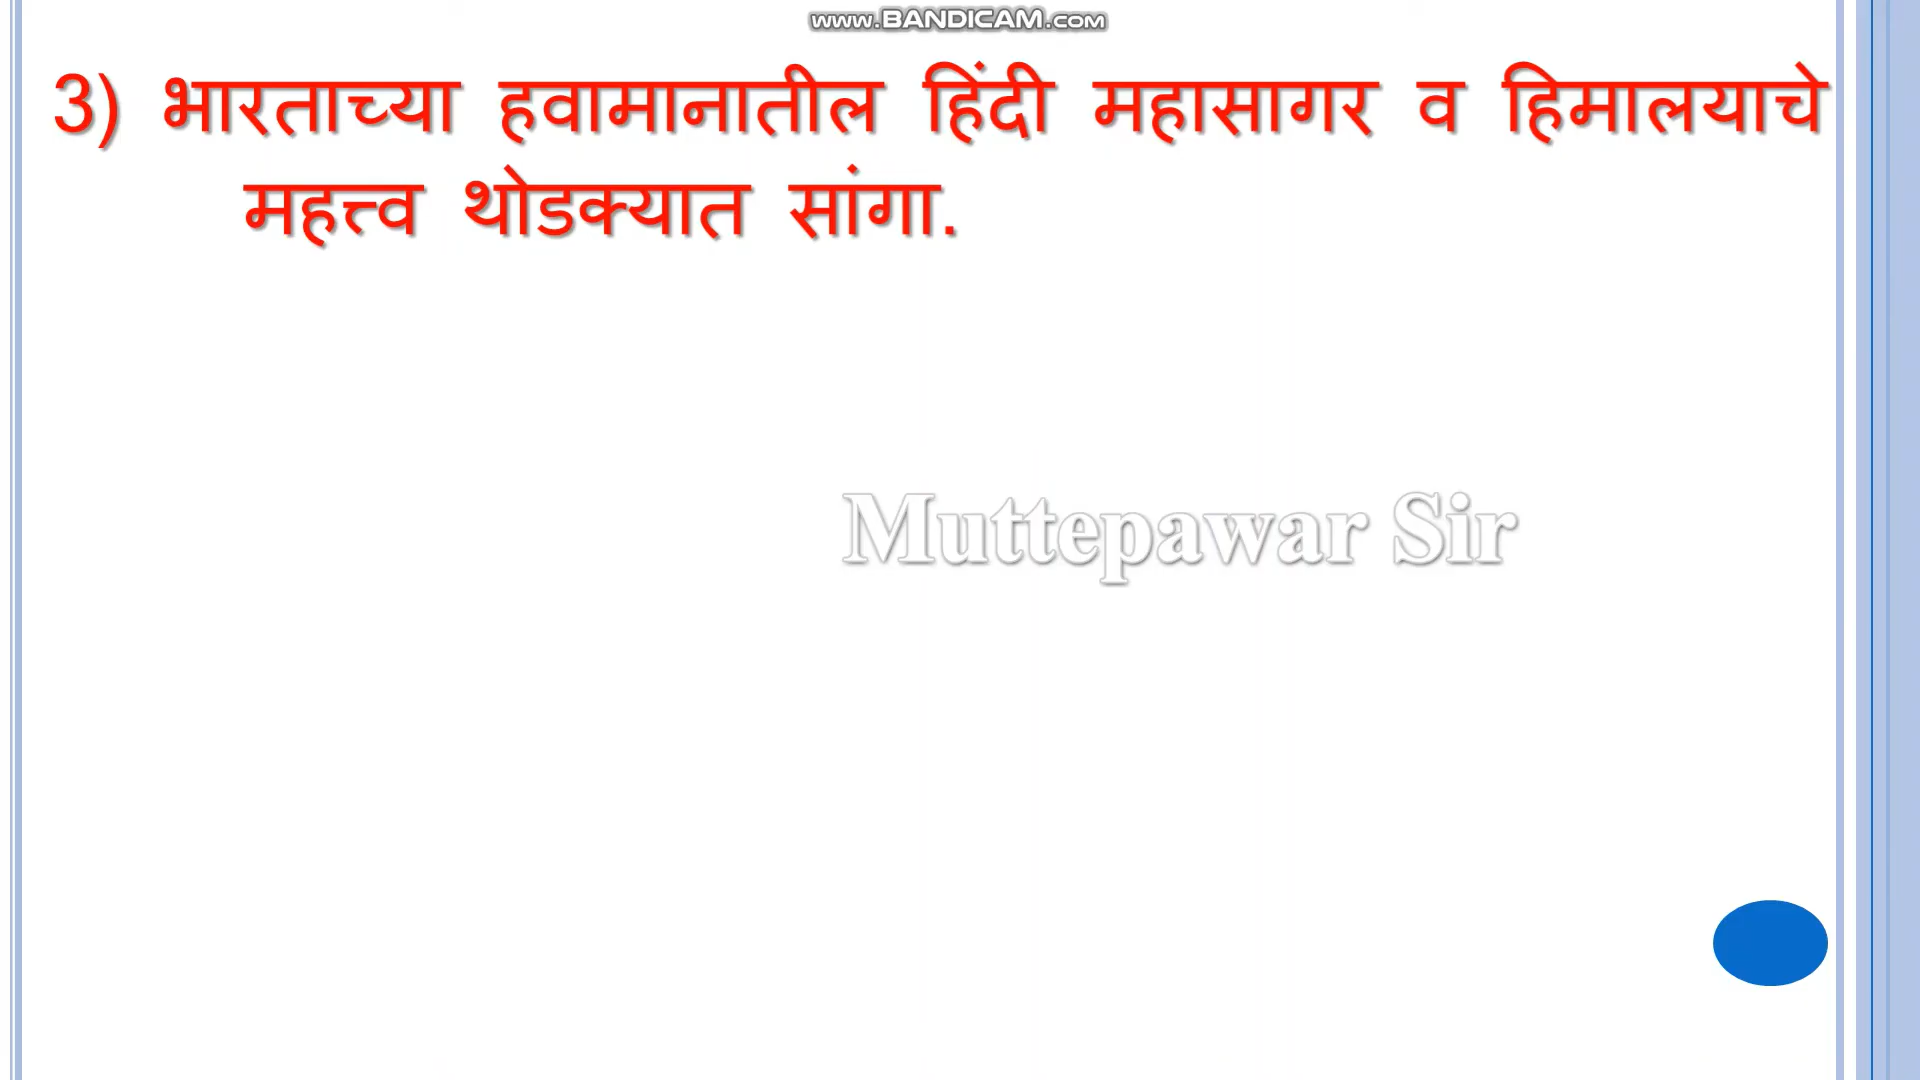 www.BANDICAM.com
3) भारताच्या हवामानातील हिंदी महासागर व हिमालयाचे
महत्त्व थोडक्यात सांगा.
Muttepawar Sir